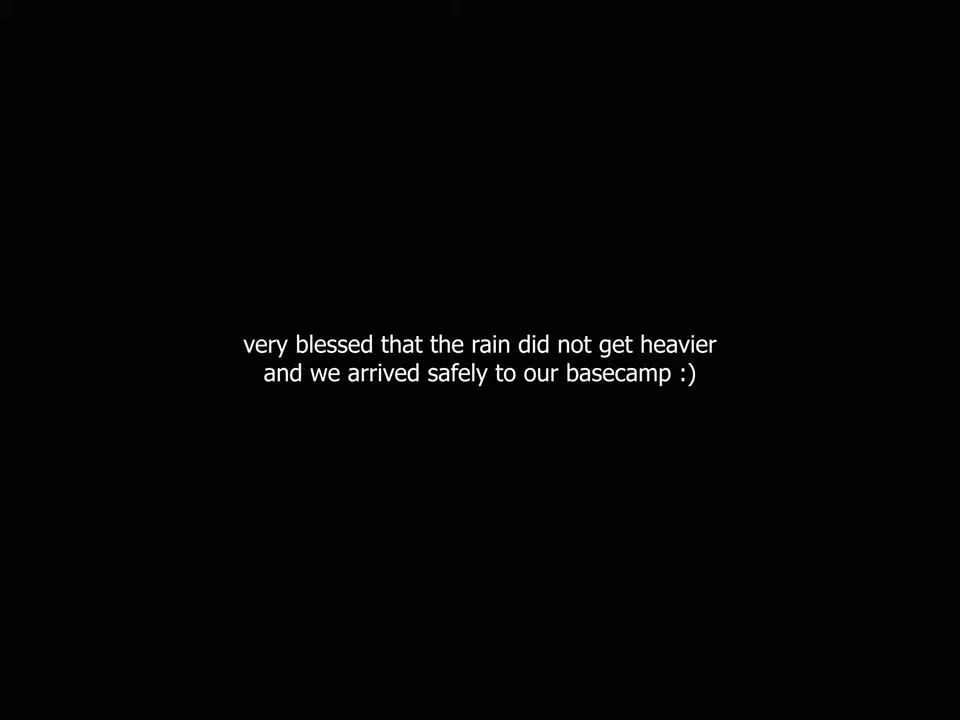 very blessed that the rain did not get heavier
and we arrived safely to our basecamp :)